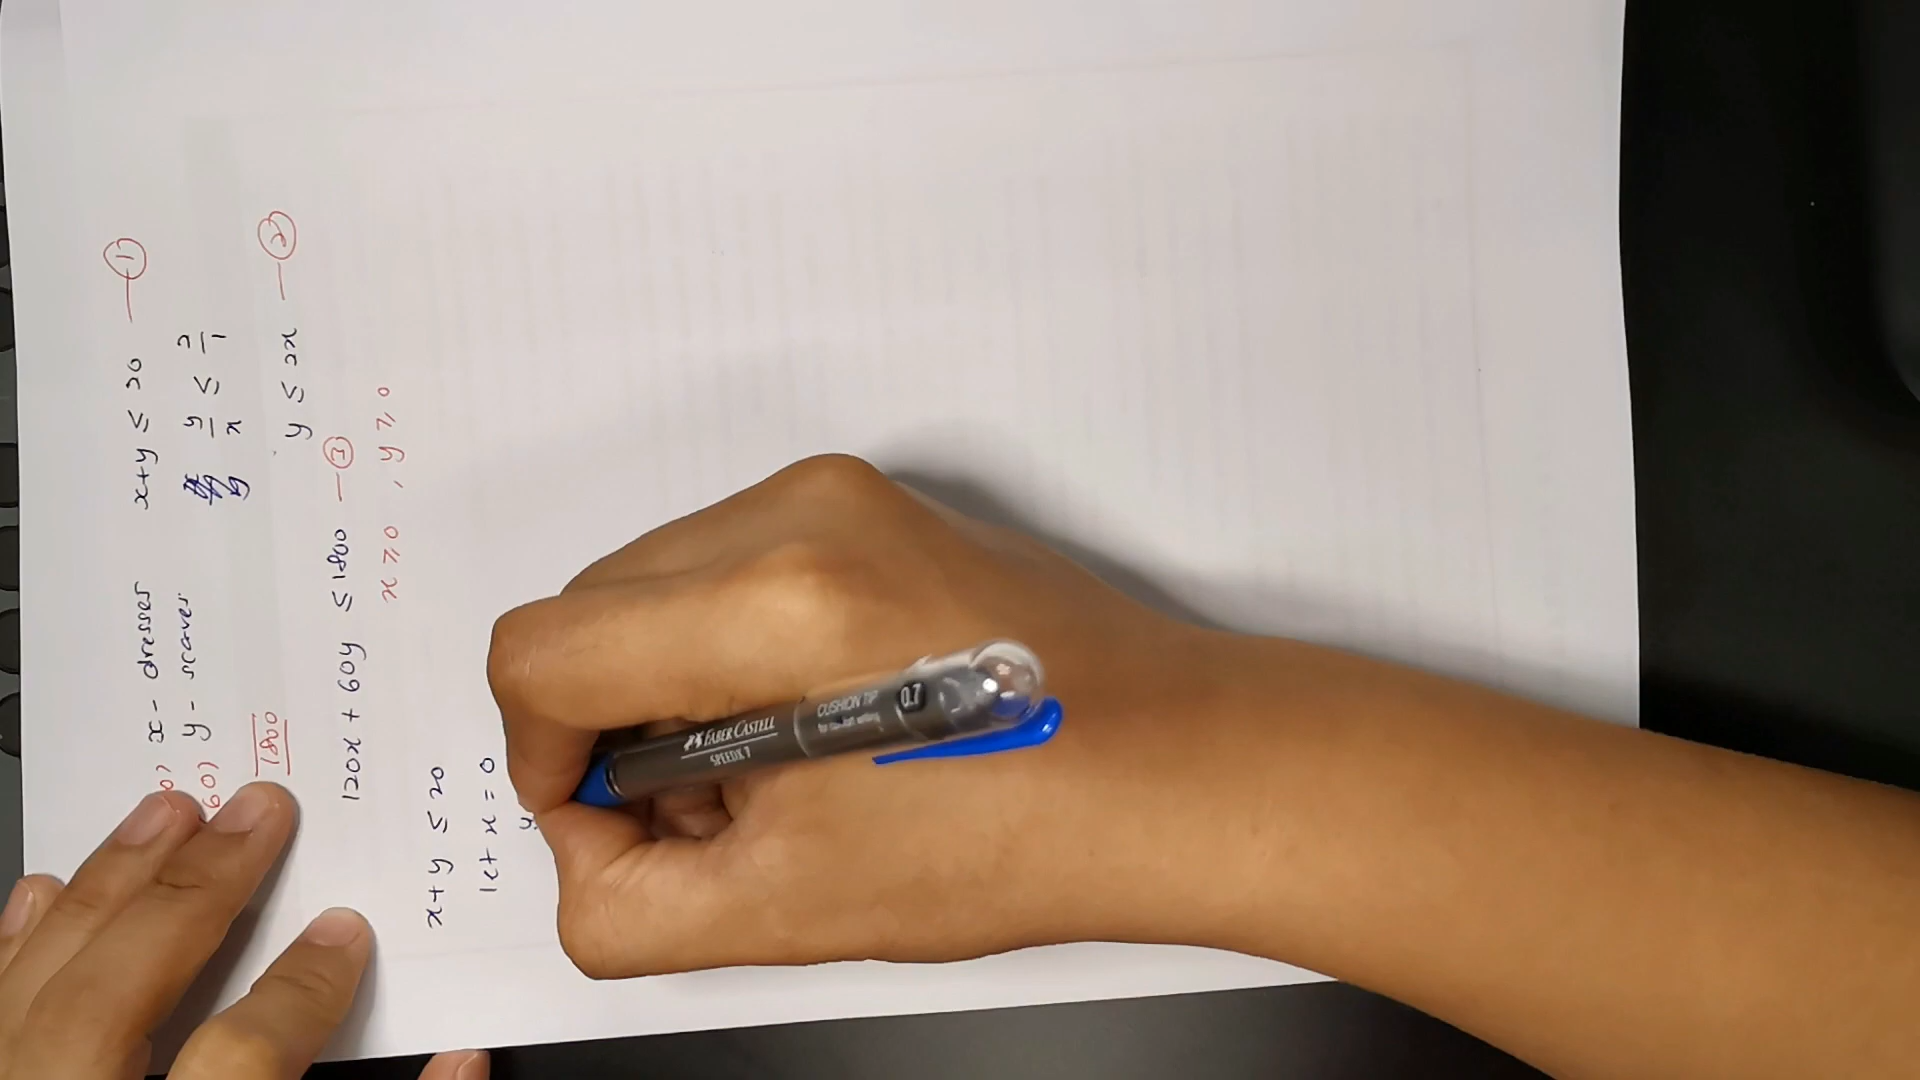 x - dresses x+y ≤ 20 — ①
60) y - scarves y/x ≤ 2/1
1800 y ≤ 2x — ②
120x + 60y ≤ 1800 — ③
x ≥ 0, y ≥ 0
x+y ≤ 20
let x = 0
y
FABER CASTELL
SPEEDX 7
CUSHION TIP
0.7